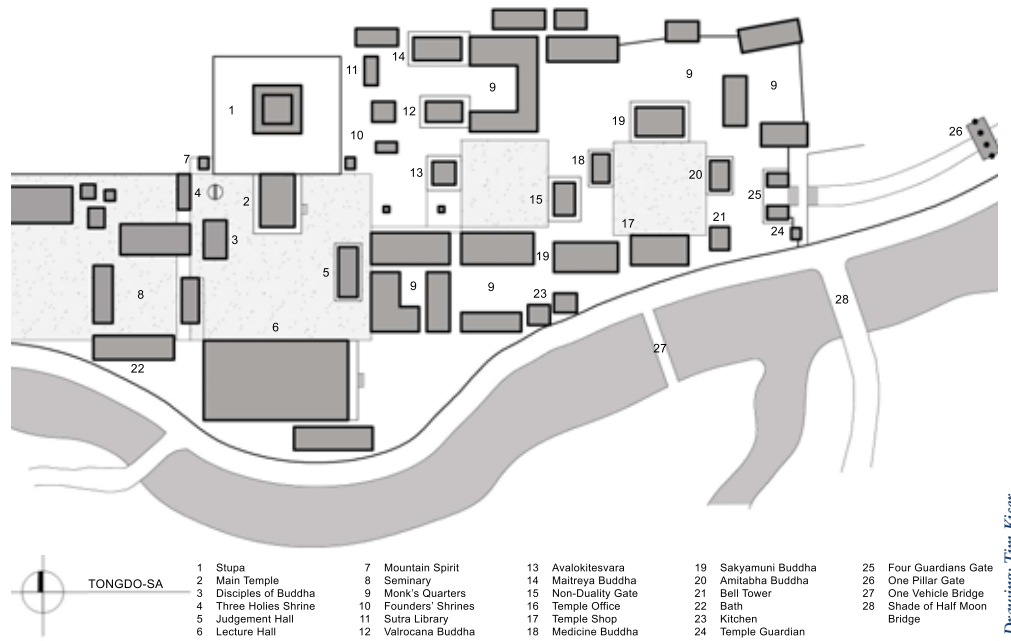 14
11
1
9
9
9
12
26
10
19
7
18
13
20
4
2
15
25
17
21
3
24
19
5
9
9
8
23
28
6
27
22
TONGDO-SA
1 Stupa
2 Main Temple
3 Disciples of Buddha
4 Three Holies Shrine
5 Judgement Hall
6 Lecture Hall
7 Mountain Spirit
8 Seminary
9 Monk's Quarters
10 Founders' Shrines
11 Sutra Library
12 Valrocana Buddha
13 Avalokitesvara
14 Maitreya Buddha
15 Non-Duality Gate
16 Temple Office
17 Temple Shop
18 Medicine Buddha
19 Sakyamuni Buddha
20 Amitabha Buddha
21 Bell Tower
22 Bath
23 Kitchen
24 Temple Guardian
25 Four Guardians Gate
26 One Pillar Gate
27 One Vehicle Bridge
28 Shade of Half Moon
Bridge
Drawing: Tim Kiser